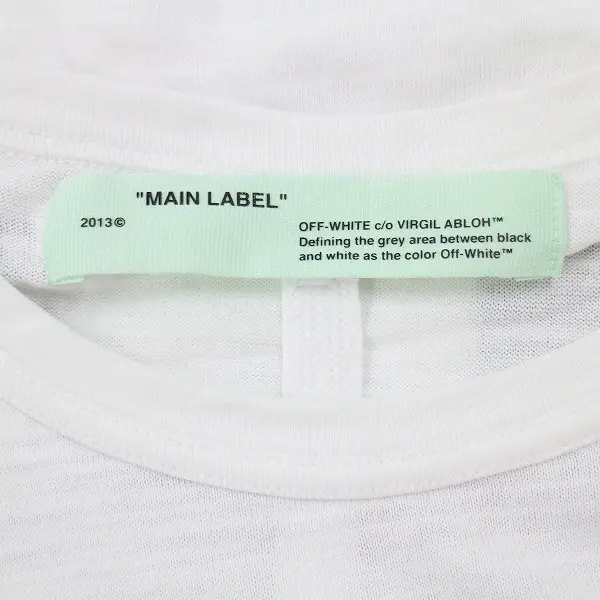 "MAIN LABEL"
2013©
OFF-WHITE c/o VIRGIL ABLOH™
Defining the grey area between black
and white as the color Off-White™